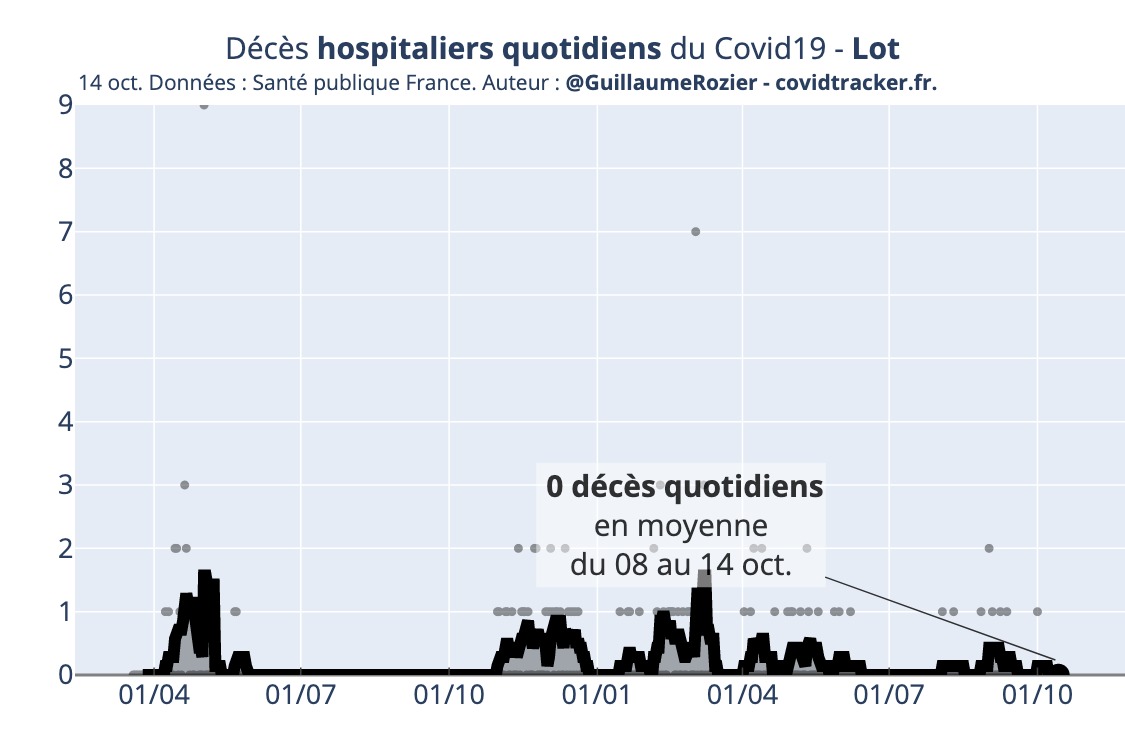 Décès hospitaliers quotidiens du Covid19 - Lot
14 oct. Données : Santé publique France. Auteur : @GuillaumeRozier - covidtracker.fr.
9
8
7
6
5
4
3
2
1
0
0 décès quotidiens
en moyenne
du 08 au 14 oct.
01/04 01/07 01/10 01/01 01/04 01/07 01/10